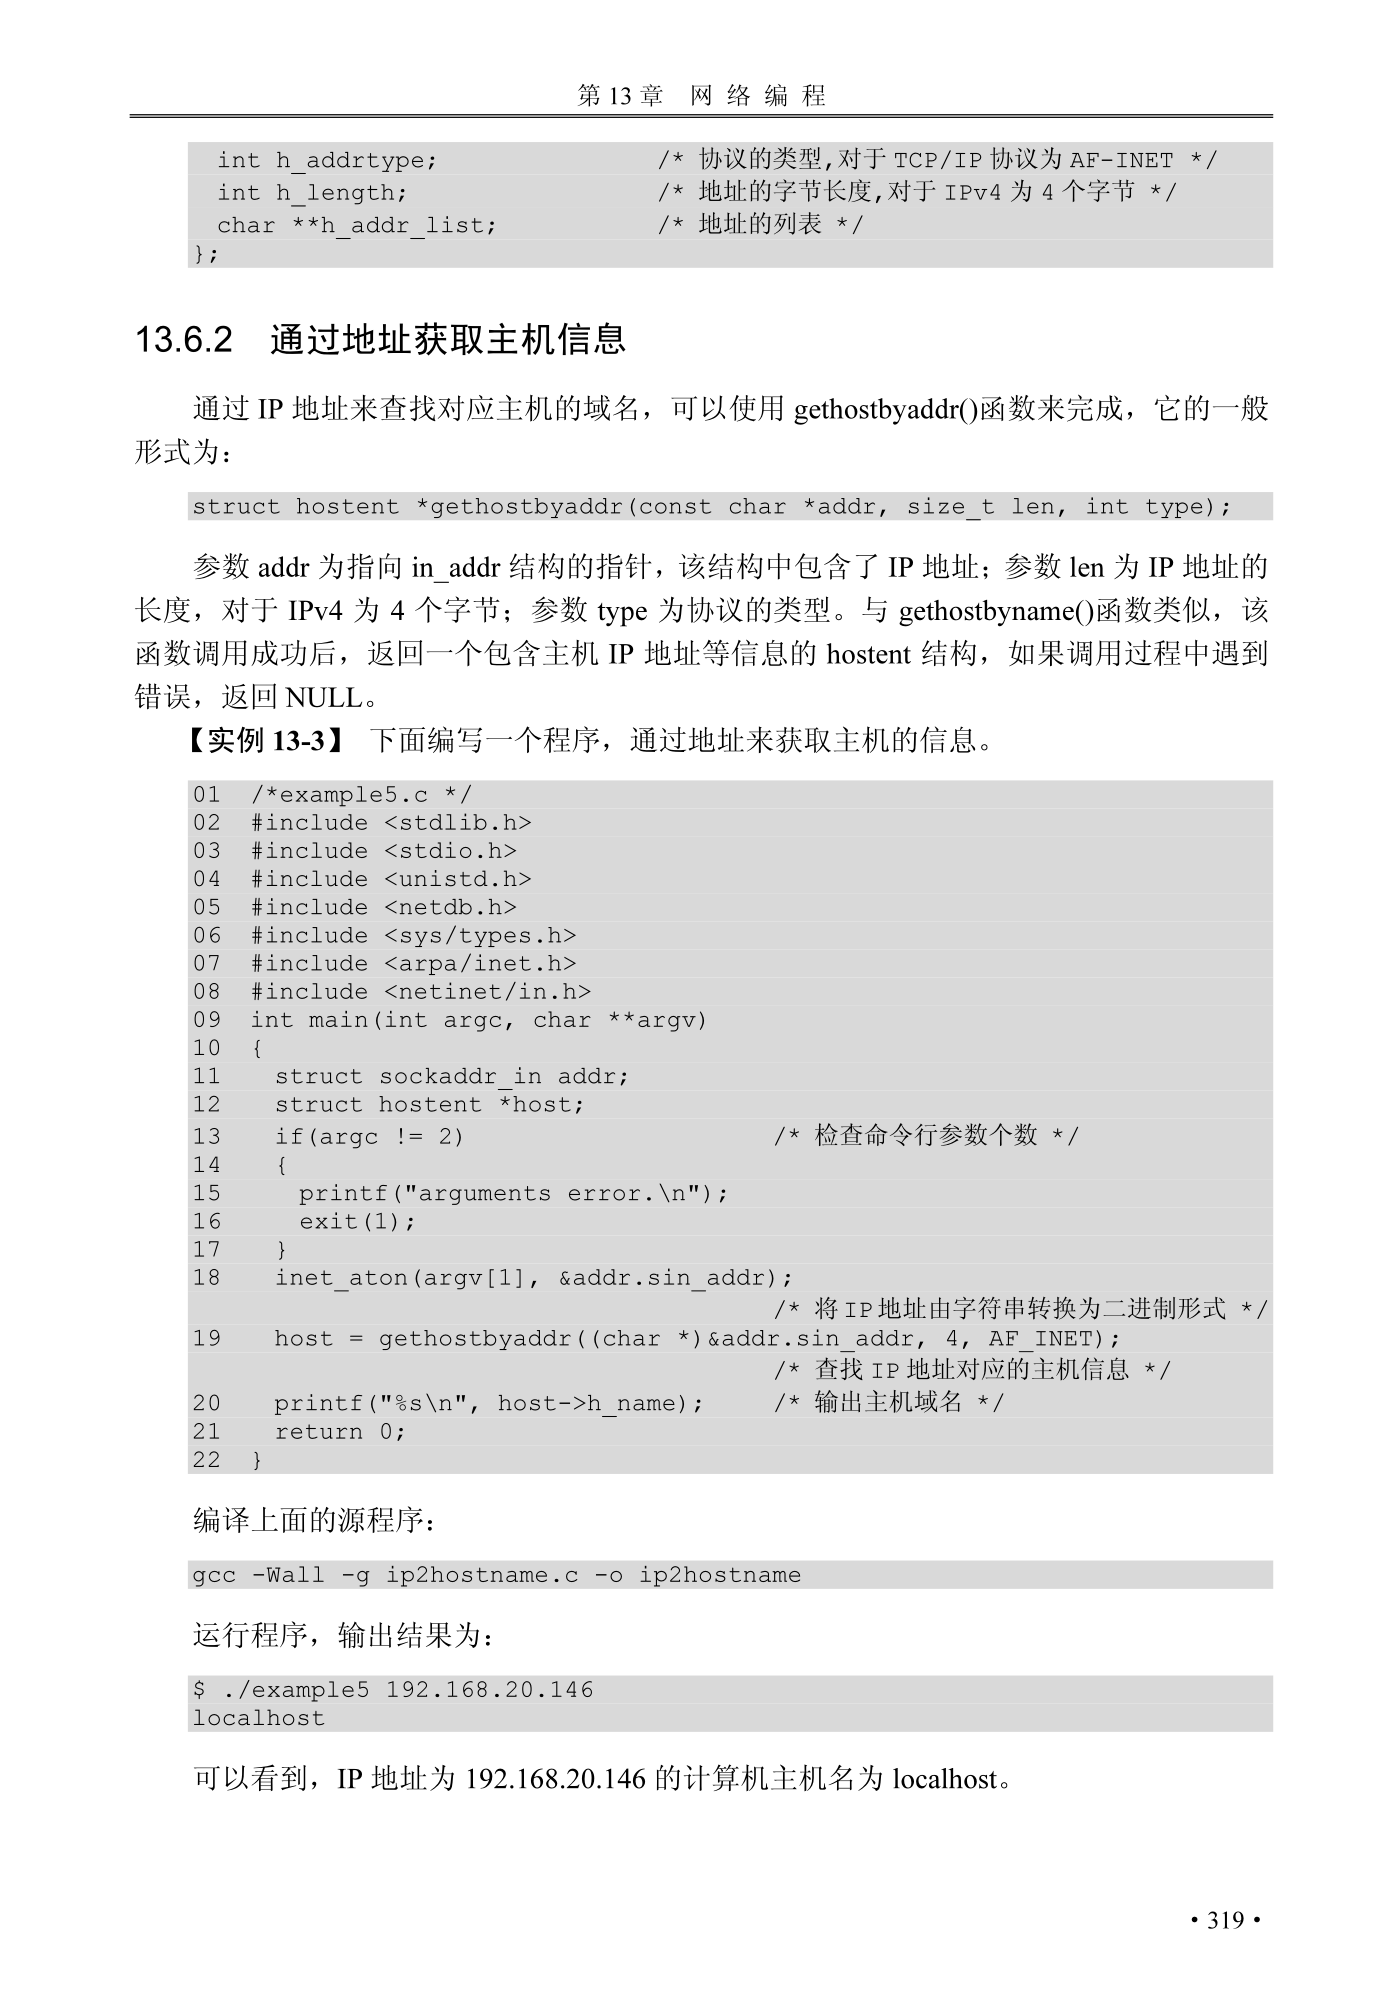 第 13 章 网 络 编 程
int h_addrtype; /* 协议的类型,对于 TCP/IP 协议为 AF-INET */
int h_length; /* 地址的字节长度,对于 IPv4 为 4 个字节 */
char **h_addr_list; /* 地址的列表 */
};
13.6.2 通过地址获取主机信息
通过 IP 地址来查找对应主机的域名，可以使用 gethostbyaddr()函数来完成，它的一般
形式为：
struct hostent *gethostbyaddr(const char *addr, size_t len, int type);
参数 addr 为指向 in_addr 结构的指针，该结构中包含了 IP 地址；参数 len 为 IP 地址的
长度，对于 IPv4 为 4 个字节；参数 type 为协议的类型。与 gethostbyname()函数类似，该
函数调用成功后，返回一个包含主机 IP 地址等信息的 hostent 结构，如果调用过程中遇到
错误，返回 NULL。
【实例 13-3】 下面编写一个程序，通过地址来获取主机的信息。
01 /*example5.c */
02 #include <stdlib.h>
03 #include <stdio.h>
04 #include <unistd.h>
05 #include <netdb.h>
06 #include <sys/types.h>
07 #include <arpa/inet.h>
08 #include <netinet/in.h>
09 int main(int argc, char **argv)
10 {
11 struct sockaddr_in addr;
12 struct hostent *host;
13 if(argc != 2) /* 检查命令行参数个数 */
14 {
15 printf("arguments error.\n");
16 exit(1);
17 }
18 inet_aton(argv[1], &addr.sin_addr);
/* 将 IP 地址由字符串转换为二进制形式 */
19 host = gethostbyaddr((char *)&addr.sin_addr, 4, AF_INET);
/* 查找 IP 地址对应的主机信息 */
20 printf("%s\n", host->h_name); /* 输出主机域名 */
21 return 0;
22 }
编译上面的源程序：
gcc -Wall -g ip2hostname.c -o ip2hostname
运行程序，输出结果为：
$ ./example5 192.168.20.146
localhost
可以看到，IP 地址为 192.168.20.146 的计算机主机名为 localhost。
• 319 •